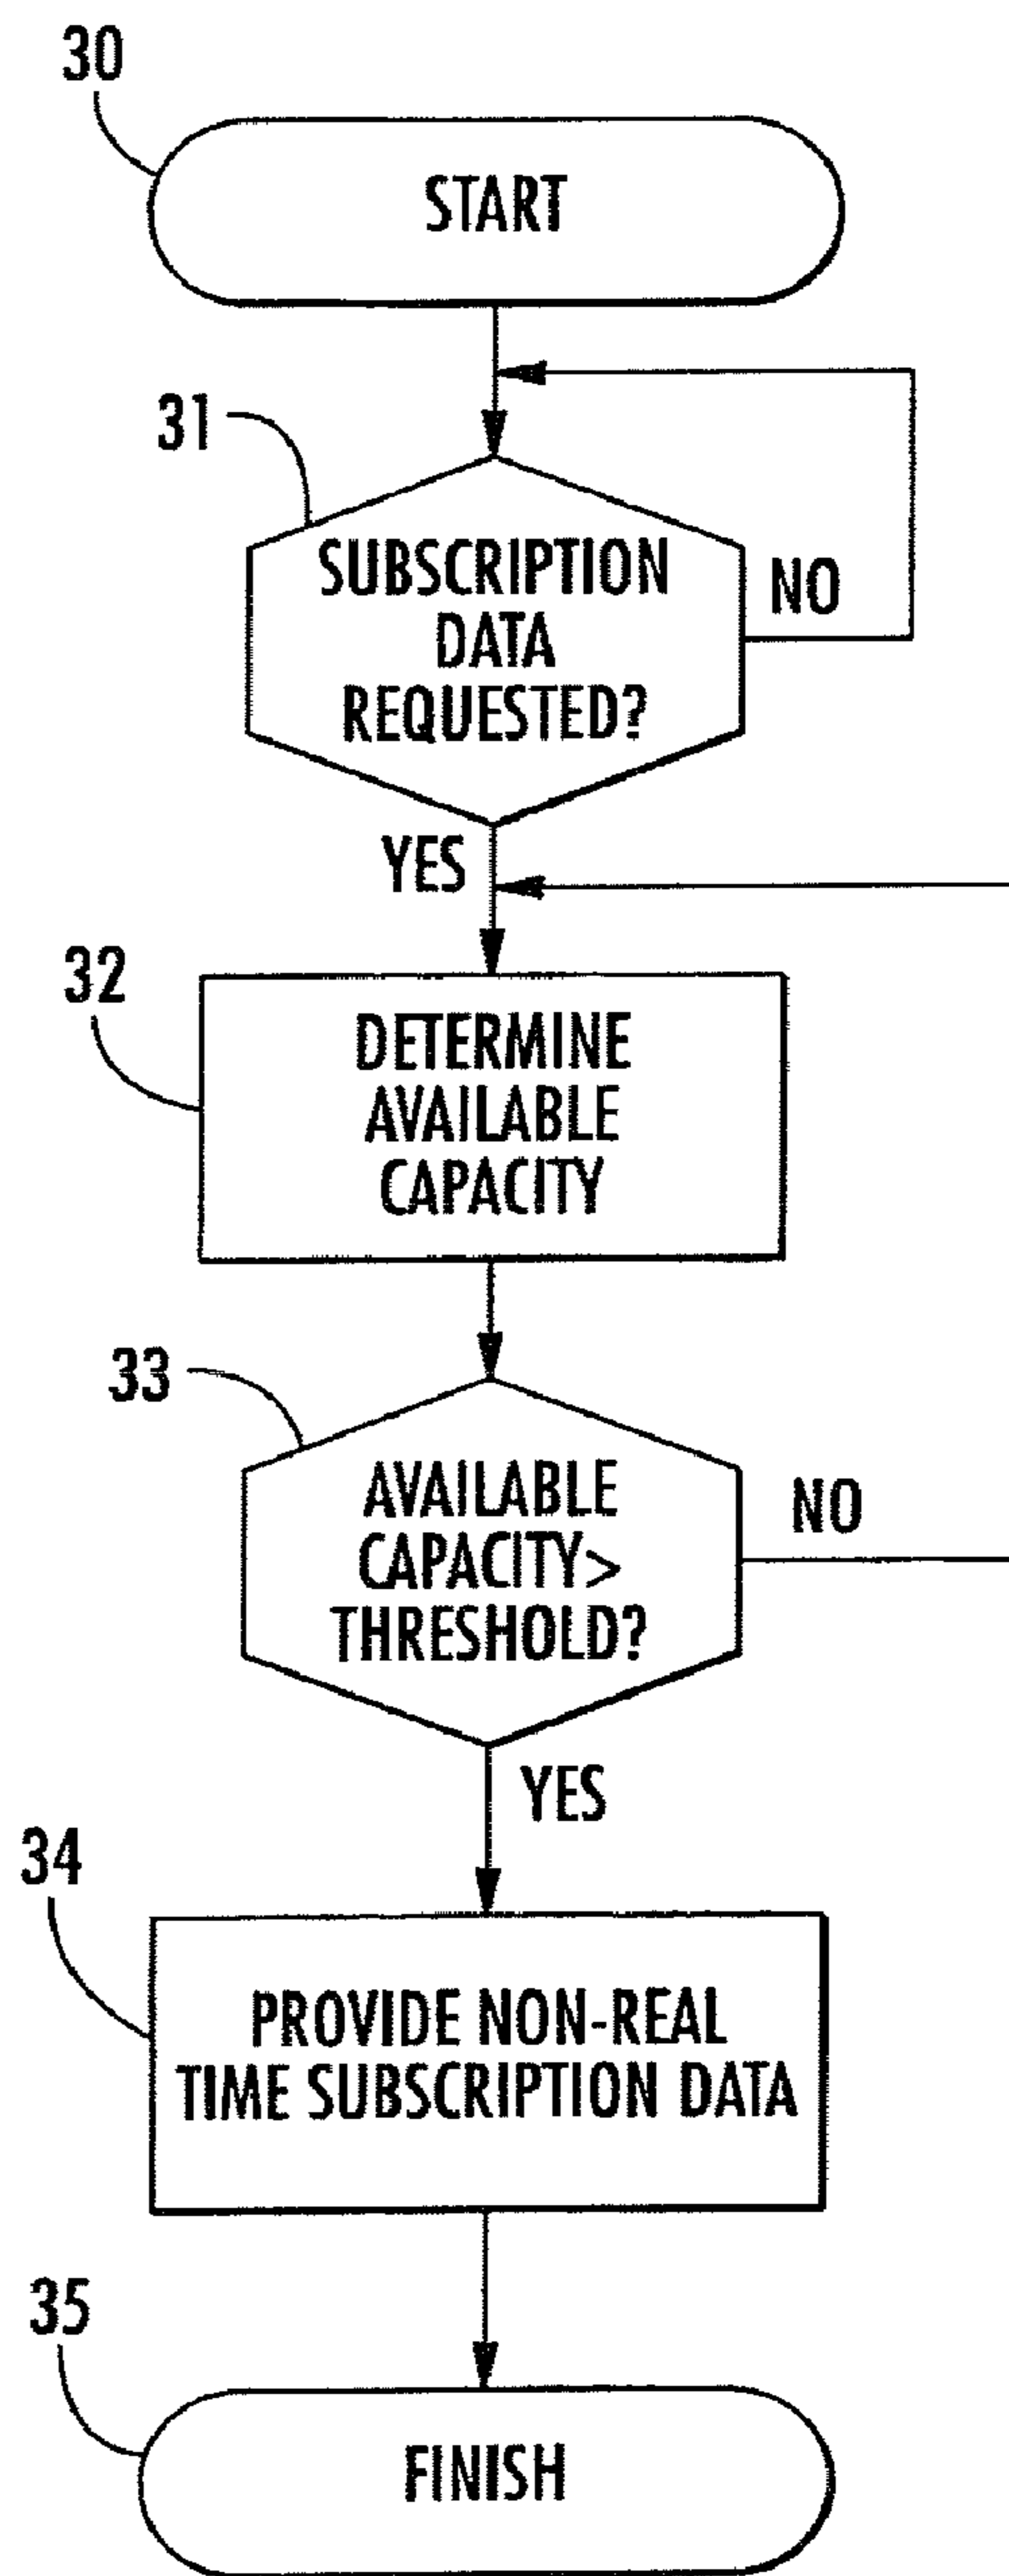 30
START
31
SUBSCRIPTION
DATA
REQUESTED?
NO
YES
32
DETERMINE
AVAILABLE
CAPACITY
33
AVAILABLE
CAPACITY>
THRESHOLD?
NO
YES
34
PROVIDE NON-REAL
TIME SUBSCRIPTION DATA
35
FINISH